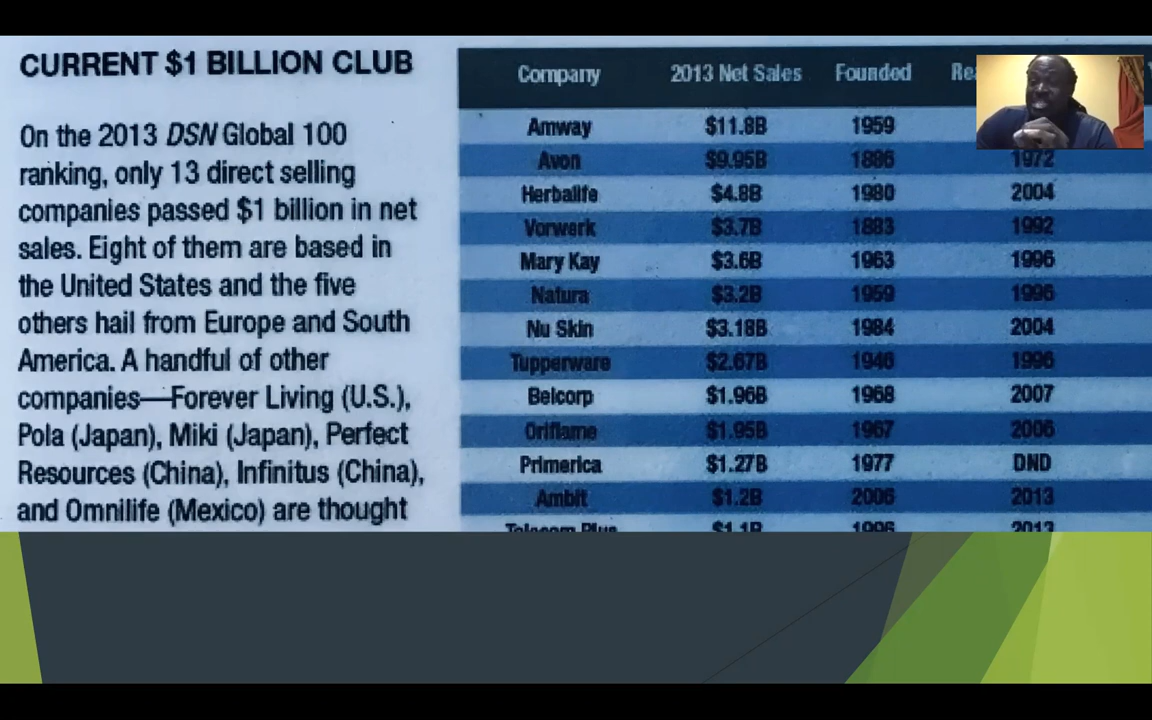 CURRENT $1 BILLION CLUB
On the 2013 DSN Global 100
ranking, only 13 direct selling
companies passed $1 billion in net
sales. Eight of them are based in
the United States and the five
others hail from Europe and South
America. A handful of other
companies—Forever Living (U.S.),
Pola (Japan), Miki (Japan), Perfect
Resources (China), Infinitus (China),
and Omnilife (Mexico) are thought
Company 2013 Net Sales Founded
Amway $11.8B 1959
Avon $9.95B 1886 1972
Herbalife $4.8B 1980 2004
Vorwerk $3.7B 1883 1992
Mary Kay $3.6B 1963 1996
Natura $3.2B 1959 1996
Nu Skin $3.18B 1984 2004
Tupperware $2.67B 1946 1996
Belcorp $1.96B 1968 2007
Oriflame $1.95B 1967 2006
Primerica $1.27B 1977 DND
Ambit $1.2B 2006 2013
Telecom Plus $1.1B 1996 2013